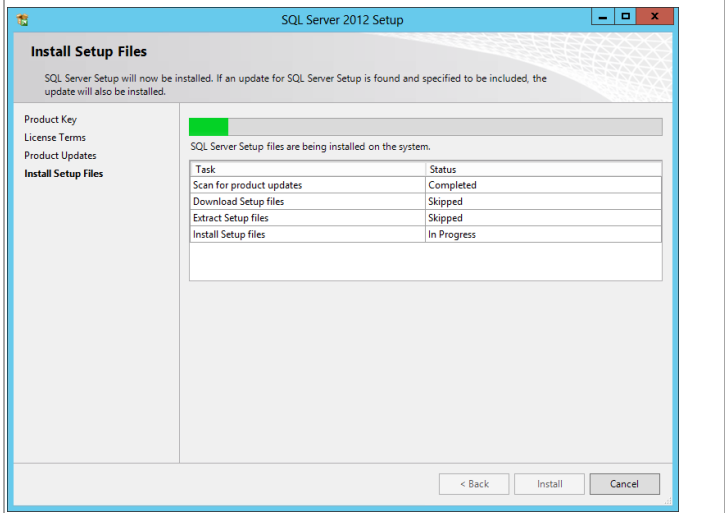 SQL Server 2012 Setup
Install Setup Files
SQL Server Setup will now be installed. If an update for SQL Server Setup is found and specified to be included, the
update will also be installed.
Product Key
License Terms
Product Updates
Install Setup Files
SQL Server Setup files are being installed on the system.
Task Status
Scan for product updates Completed
Download Setup files Skipped
Extract Setup files Skipped
Install Setup files In Progress
< Back Install Cancel